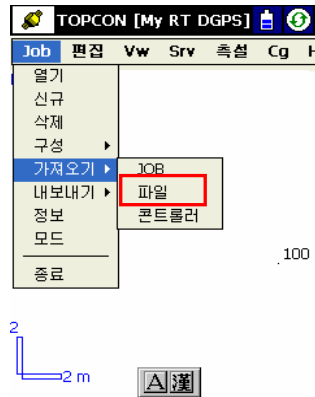 TOPCON [My RT DGPS]
Job 편집 Vw Srv 측설 Cg
열기
신규
삭제
구성
가져오기 JOB
내보내기 파일
정보 콘트롤러
모드
종료
100
2
2 m
A 漢